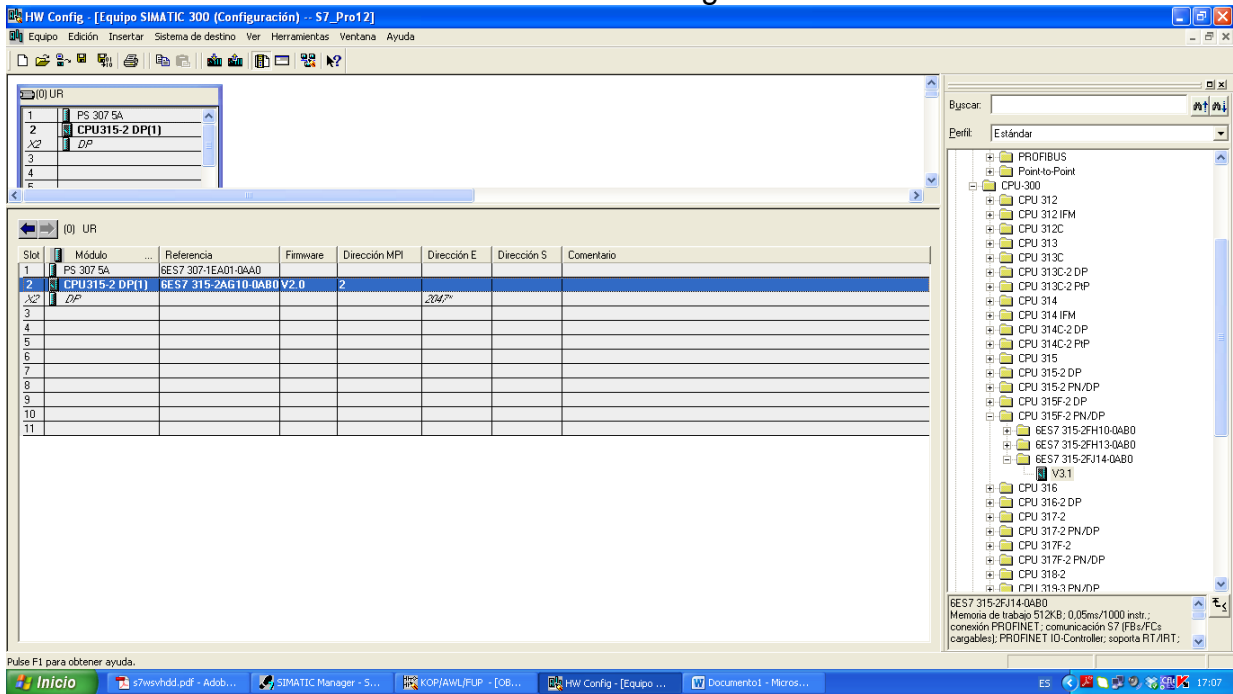 HW Config - [Equipo SIMATIC 300 (Configuración) -- S7_Pro12]
Equipo Edición Insertar Sistema de destino Ver Herramientas Ventana Ayuda
(0) UR
1 PS 307 5A
2 CPU315-2 DP(1)
X2 DP
3
4
5
(0) UR
Slot Módulo ... Referencia Firmware Dirección MPI Dirección E Dirección S Comentario
1 PS 307 5A 6ES7 307-1EA01-0AA0
2 CPU315-2 DP(1) 6ES7 315-2AG10-0AB0 V2.0 2
X2 DP 2047*
3
4
5
6
7
8
9
10
11
Buscar:
Perfil: Estándar
PROFIBUS
Point-to-Point
CPU-300
CPU 312
CPU 312 IFM
CPU 312C
CPU 313
CPU 313C
CPU 313C-2 DP
CPU 313C-2 PtP
CPU 314
CPU 314 IFM
CPU 314C-2 DP
CPU 314C-2 PtP
CPU 315
CPU 315-2 DP
CPU 315-2 PN/DP
CPU 315F-2 DP
CPU 315F-2 PN/DP
6ES7 315-2FH10-0AB0
6ES7 315-2FH13-0AB0
6ES7 315-2FJ14-0AB0
V3.1
CPU 316
CPU 316-2 DP
CPU 317-2
CPU 317-2 PN/DP
CPU 317F-2
CPU 317F-2 PN/DP
CPU 318-2
CPU 319-3 PN/DP
6ES7 315-2FJ14-0AB0
Memoria de trabajo 512KB; 0,05ms/1000 instr.;
conexión PROFINET; comunicación S7 (FBs/FCs
cargables); PROFINET IO-Controller; soporta RT/IRT;
Pulse F1 para obtener ayuda.
Inicio s7wsvhdd.pdf - Adob... SIMATIC Manager - S... KOP/AWL/FUP - [OB... HW Config - [Equipo ... Documento1 - Micros... ES 17:07